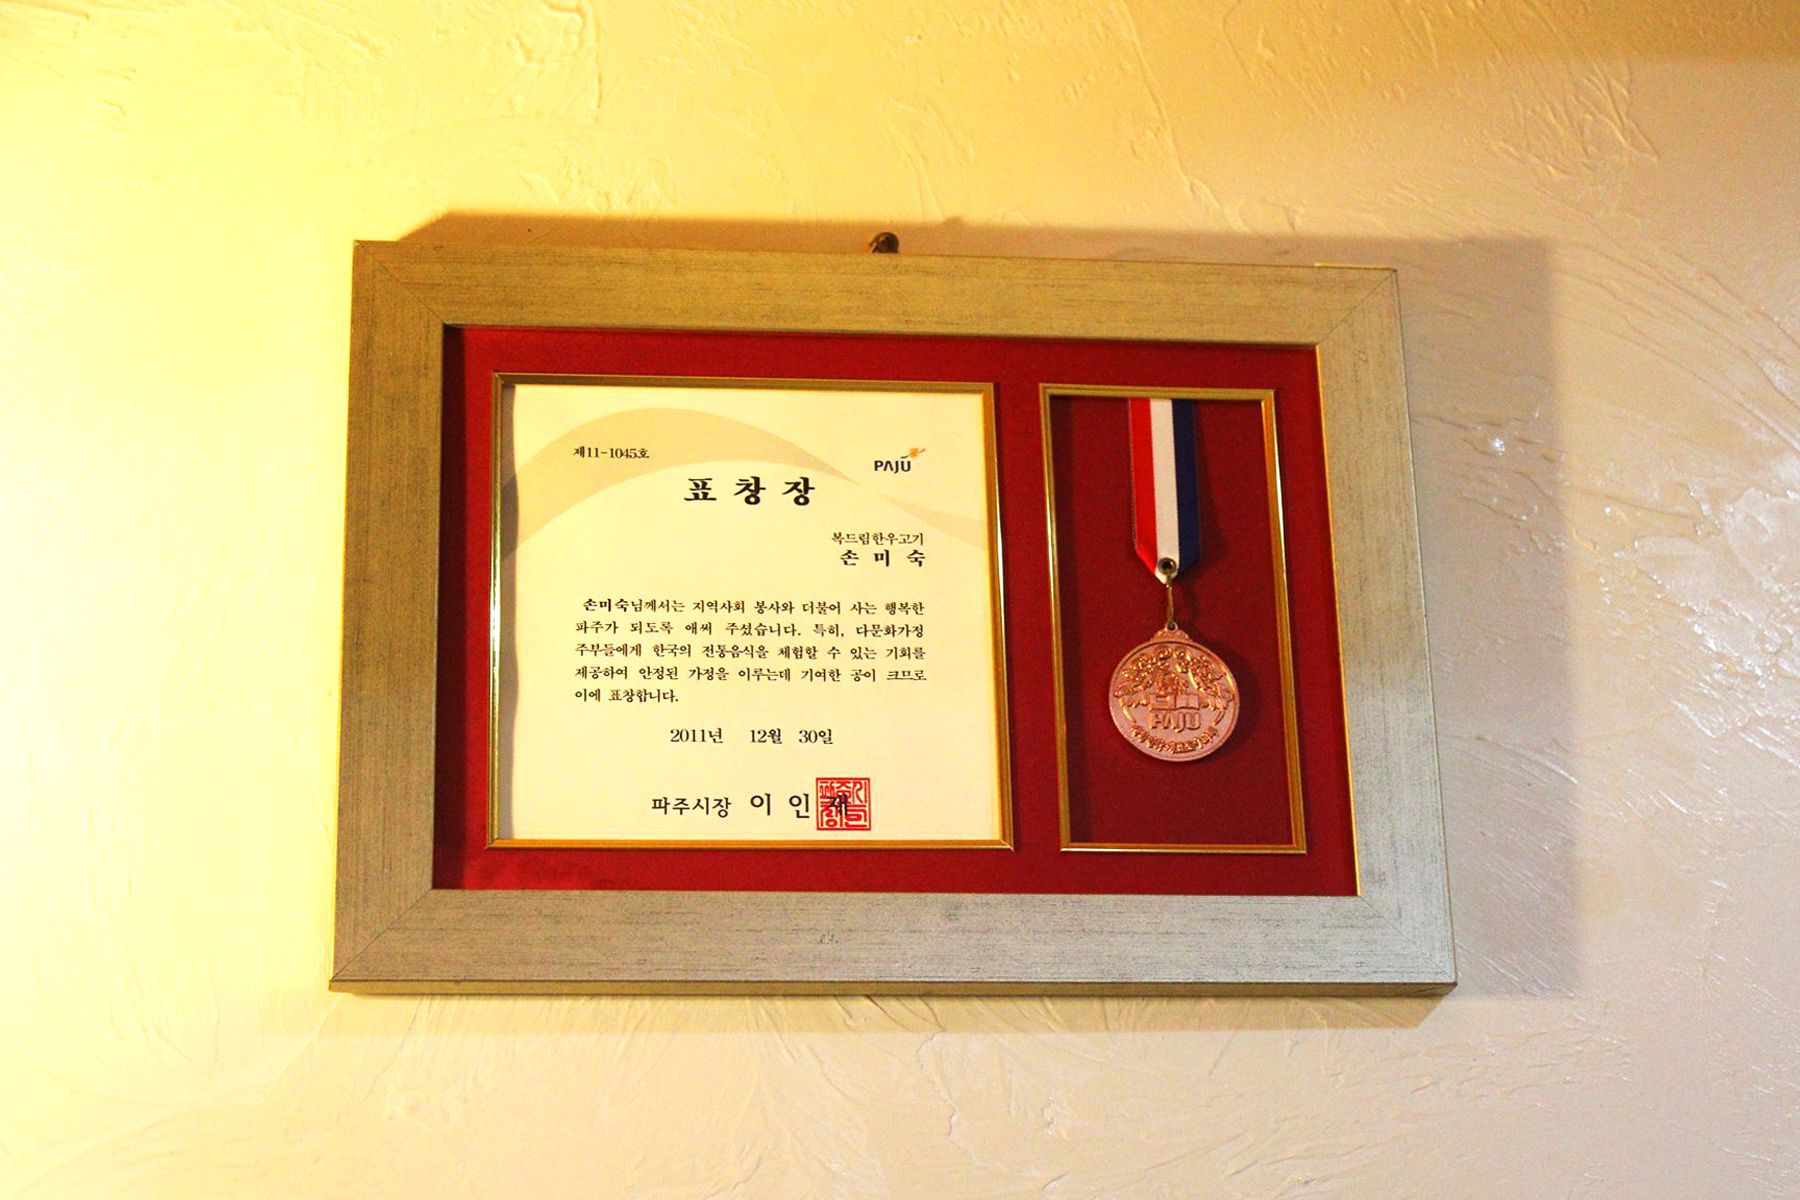 제11-1045호
PAJU
표 창 장
복드림한우고기
손 미 숙
손미숙님께서는 지역사회 봉사와 더불어 사는 행복한
파주가 되도록 애써 주셨습니다. 특히, 다문화가정
주부들에게 한국의 전통음식을 체험할 수 있는 기회를
제공하여 안정된 가정을 이루는데 기여한 공이 크므로
이에 표창합니다.
2011년 12월 30일
파주시장 이 인 재
PAJU